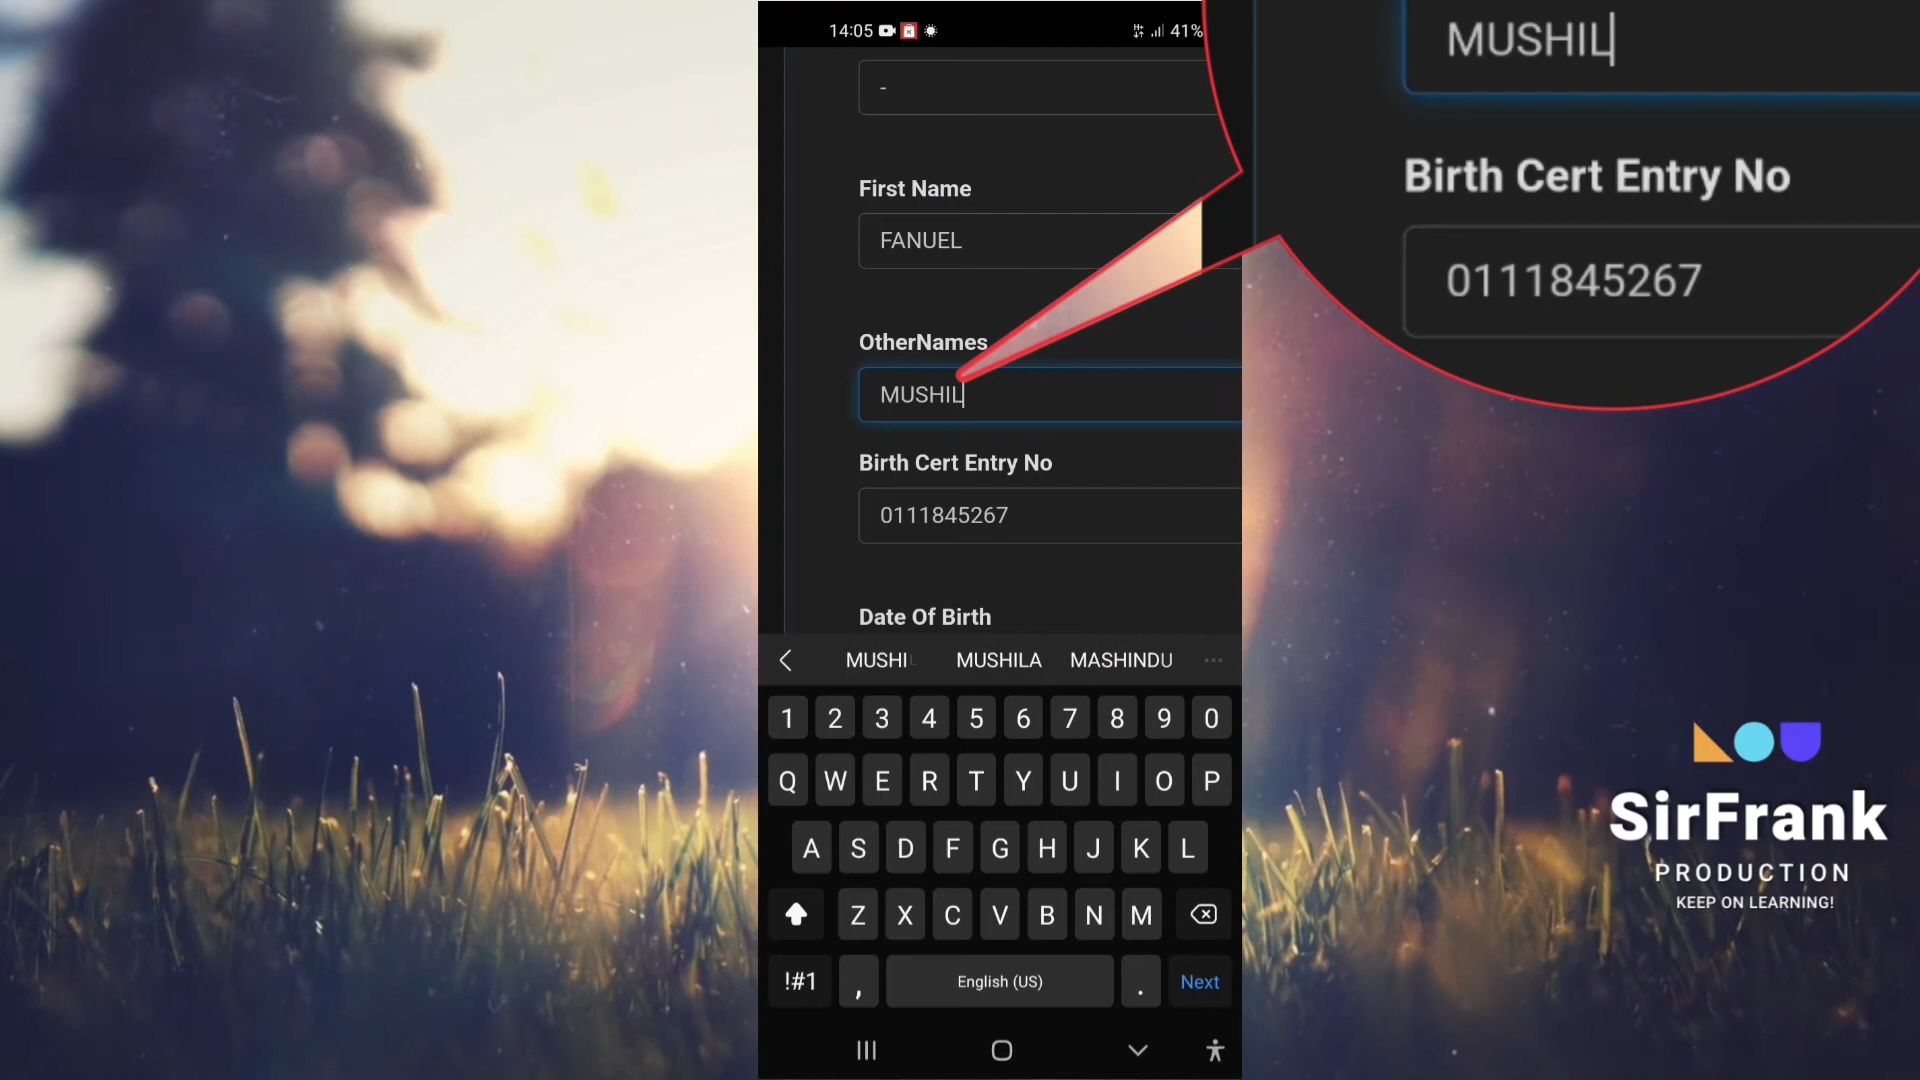 14:05
41%
-
First Name
FANUEL
OtherNames
MUSHIL
Birth Cert Entry No
0111845267
Date Of Birth
MUSHIL
Birth Cert Entry No
0111845267
MUSHIL MUSHILA MASHINDU ...
1 2 3 4 5 6 7 8 9 0
Q W E R T Y U I O P
A S D F G H J K L
Z X C V B N M
!#1 , English (US) . Next
SirFrank
PRODUCTION
KEEP ON LEARNING!